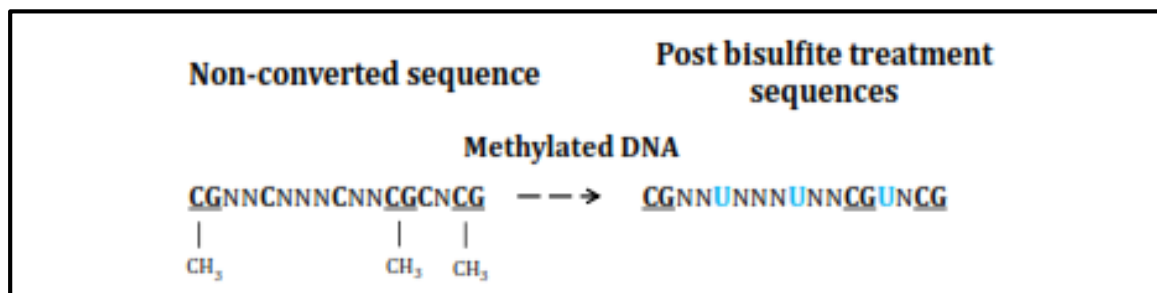 Non-converted sequence
Post bisulfite treatment
sequences
Methylated DNA
CGNNCNNNCNNCGCNCG
CGNNUNNNUNNCGUNCG
CH₃ CH₃ CH₃